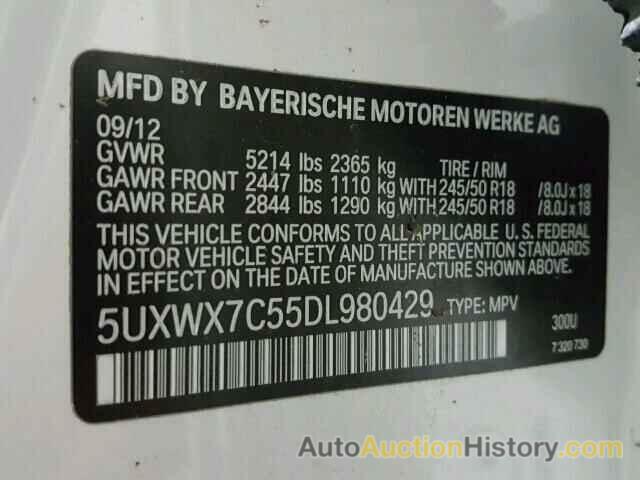 MFD BY BAYERISCHE MOTOREN WERKE AG
09/12
GVWR 5214 lbs 2365 kg TIRE / RIM
GAWR FRONT 2447 lbs 1110 kg WITH 245/50 R18 /8.0J x 18
GAWR REAR 2844 lbs 1290 kg WITH 245/50 R18 /8.0J x 18
THIS VEHICLE CONFORMS TO ALL APPLICABLE U. S. FEDERAL
MOTOR VEHICLE SAFETY AND THEFT PREVENTION STANDARDS
IN EFFECT ON THE DATE OF MANUFACTURE SHOWN ABOVE.
5UXWX7C55DL980429 TYPE: MPV 300U
7 320 730
AutoAuctionHistory.com